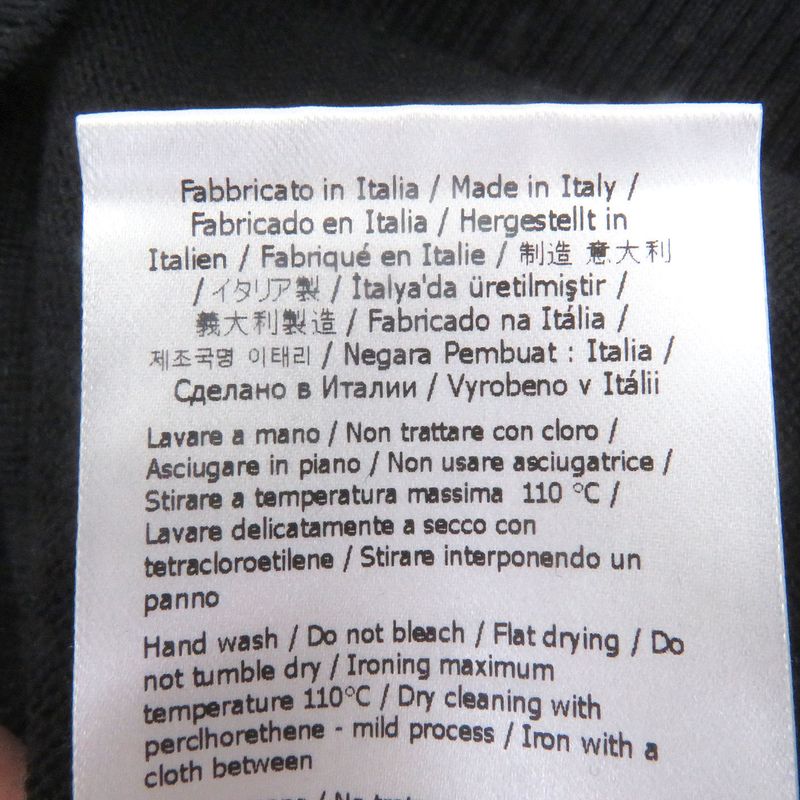 Fabbricato in Italia / Made in Italy /
Fabricado en Italia / Hergestellt in
Italien / Fabriqué en Italie / 制造 意大利
/ イタリア製 / İtalya'da üretilmiştir /
義大利製造 / Fabricado na Itália /
제조국명 이태리 / Negara Pembuat : Italia /
Сделано в Италии / Vyrobeno v Itálii
Lavare a mano / Non trattare con cloro /
Asciugare in piano / Non usare asciugatrice /
Stirare a temperatura massima 110 °C /
Lavare delicatamente a secco con
tetracloroetilene / Stirare interponendo un
panno
Hand wash / Do not bleach / Flat drying / Do
not tumble dry / Ironing maximum
temperature 110°C / Dry cleaning with
perclhorethene - mild process / Iron with a
cloth between